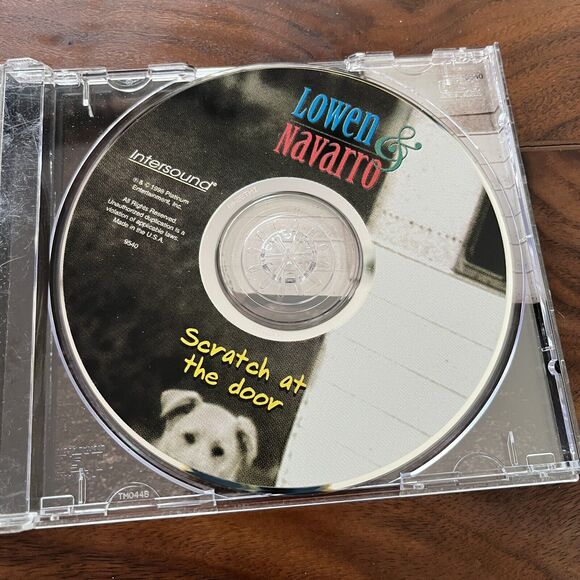 Lowen
& Navarro
Intersound®
℗ & © 1998 Platinum
Entertainment, Inc.
All Rights Reserved.
Unauthorized duplication is a
violation of applicable laws.
Made in the U.S.A.
9540
Scratch at
the door
TM044B